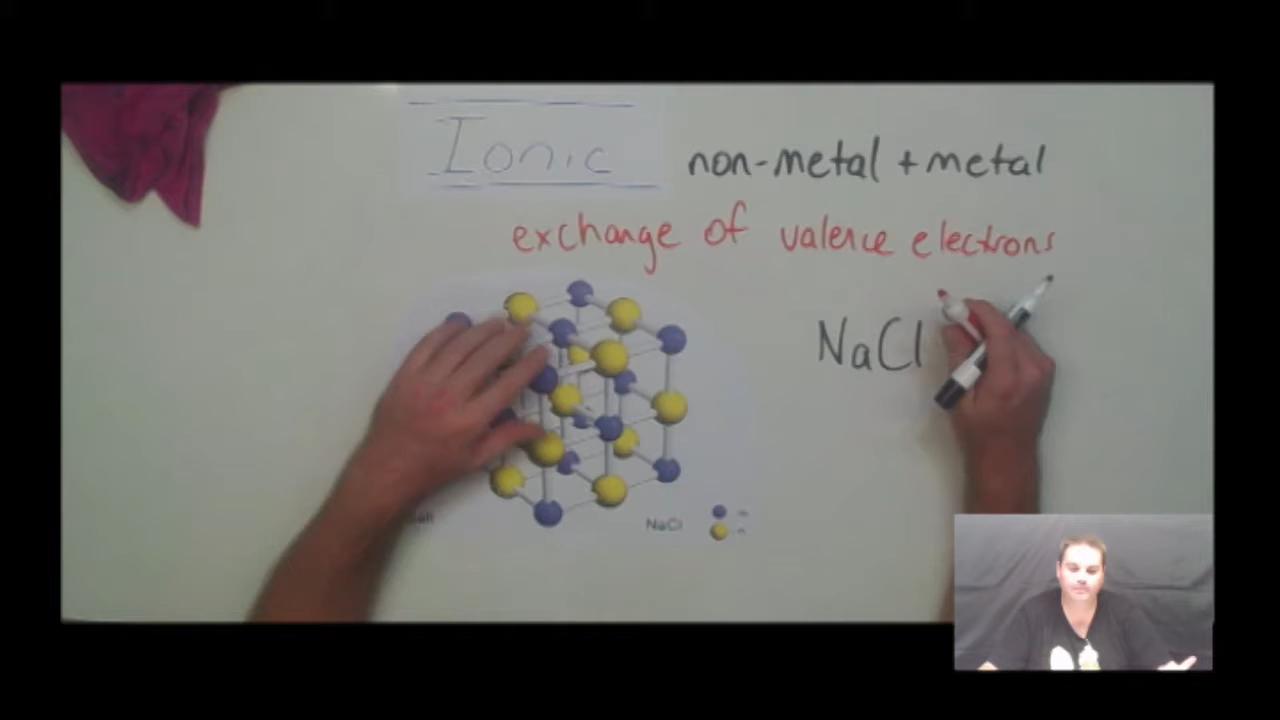 Ionic non-metal + metal
exchange of valence electrons
NaCl
NaCl